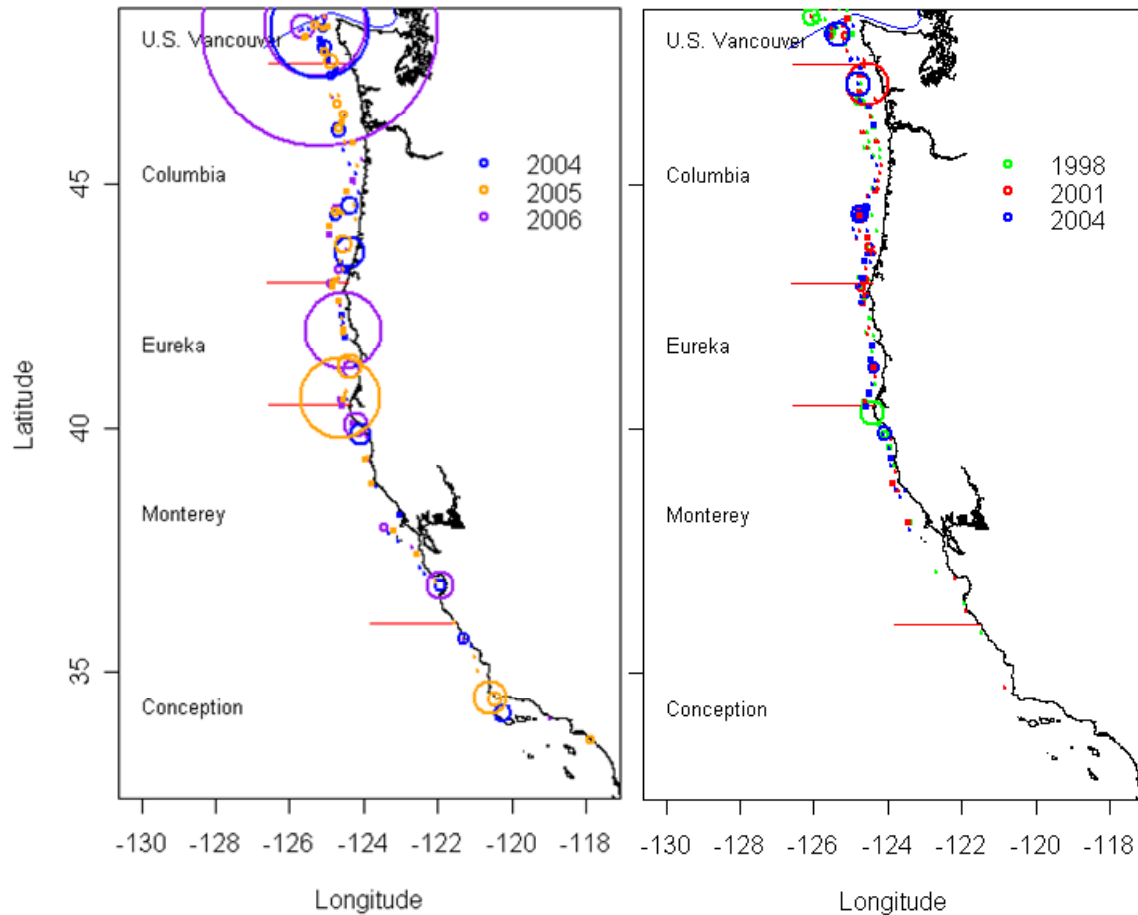 U.S. Vancouver
Columbia
Eureka
Monterey
Conception
2004
2005
2006
45
40
35
Latitude
-130 -128 -126 -124 -122 -120 -118
Longitude
U.S. Vancouver
Columbia
Eureka
Monterey
Conception
1998
2001
2004
-130 -128 -126 -124 -122 -120 -118
Longitude